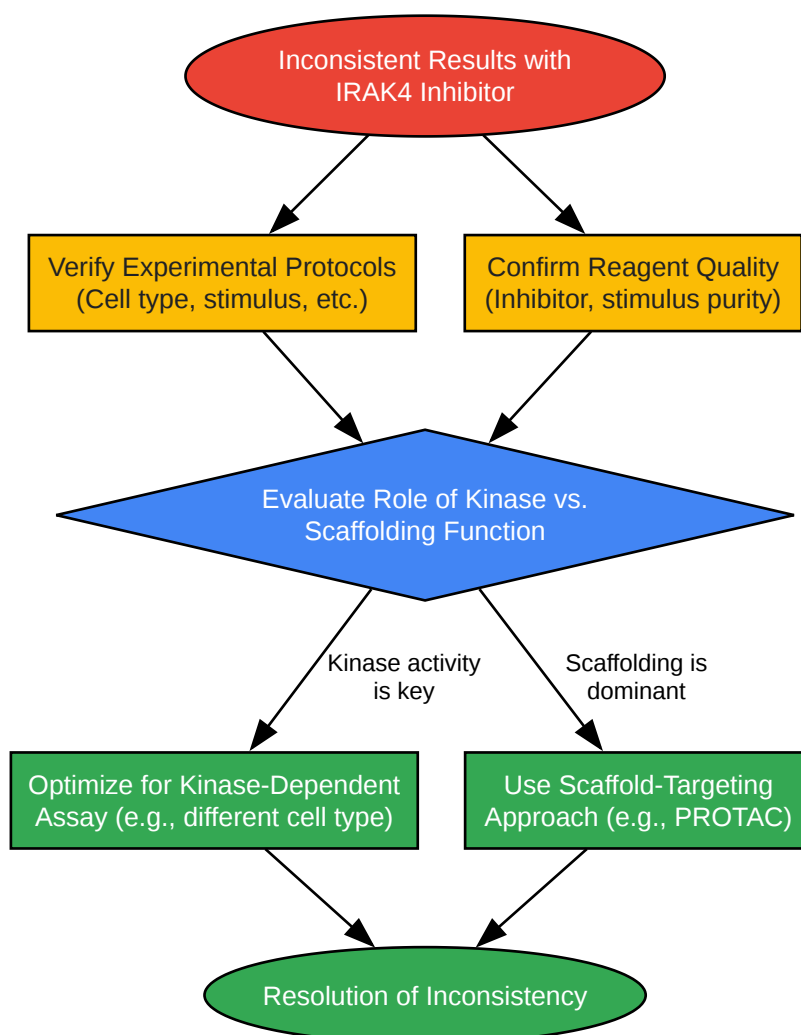 Inconsistent Results with
IRAK4 Inhibitor
Verify Experimental Protocols
(Cell type, stimulus, etc.)
Confirm Reagent Quality
(Inhibitor, stimulus purity)
Evaluate Role of Kinase vs.
Scaffolding Function
Kinase activity
is key
Scaffolding is
dominant
Optimize for Kinase-Dependent
Assay (e.g., different cell type)
Use Scaffold-Targeting
Approach (e.g., PROTAC)
Resolution of Inconsistency